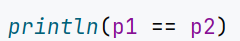 println(p1 == p2)